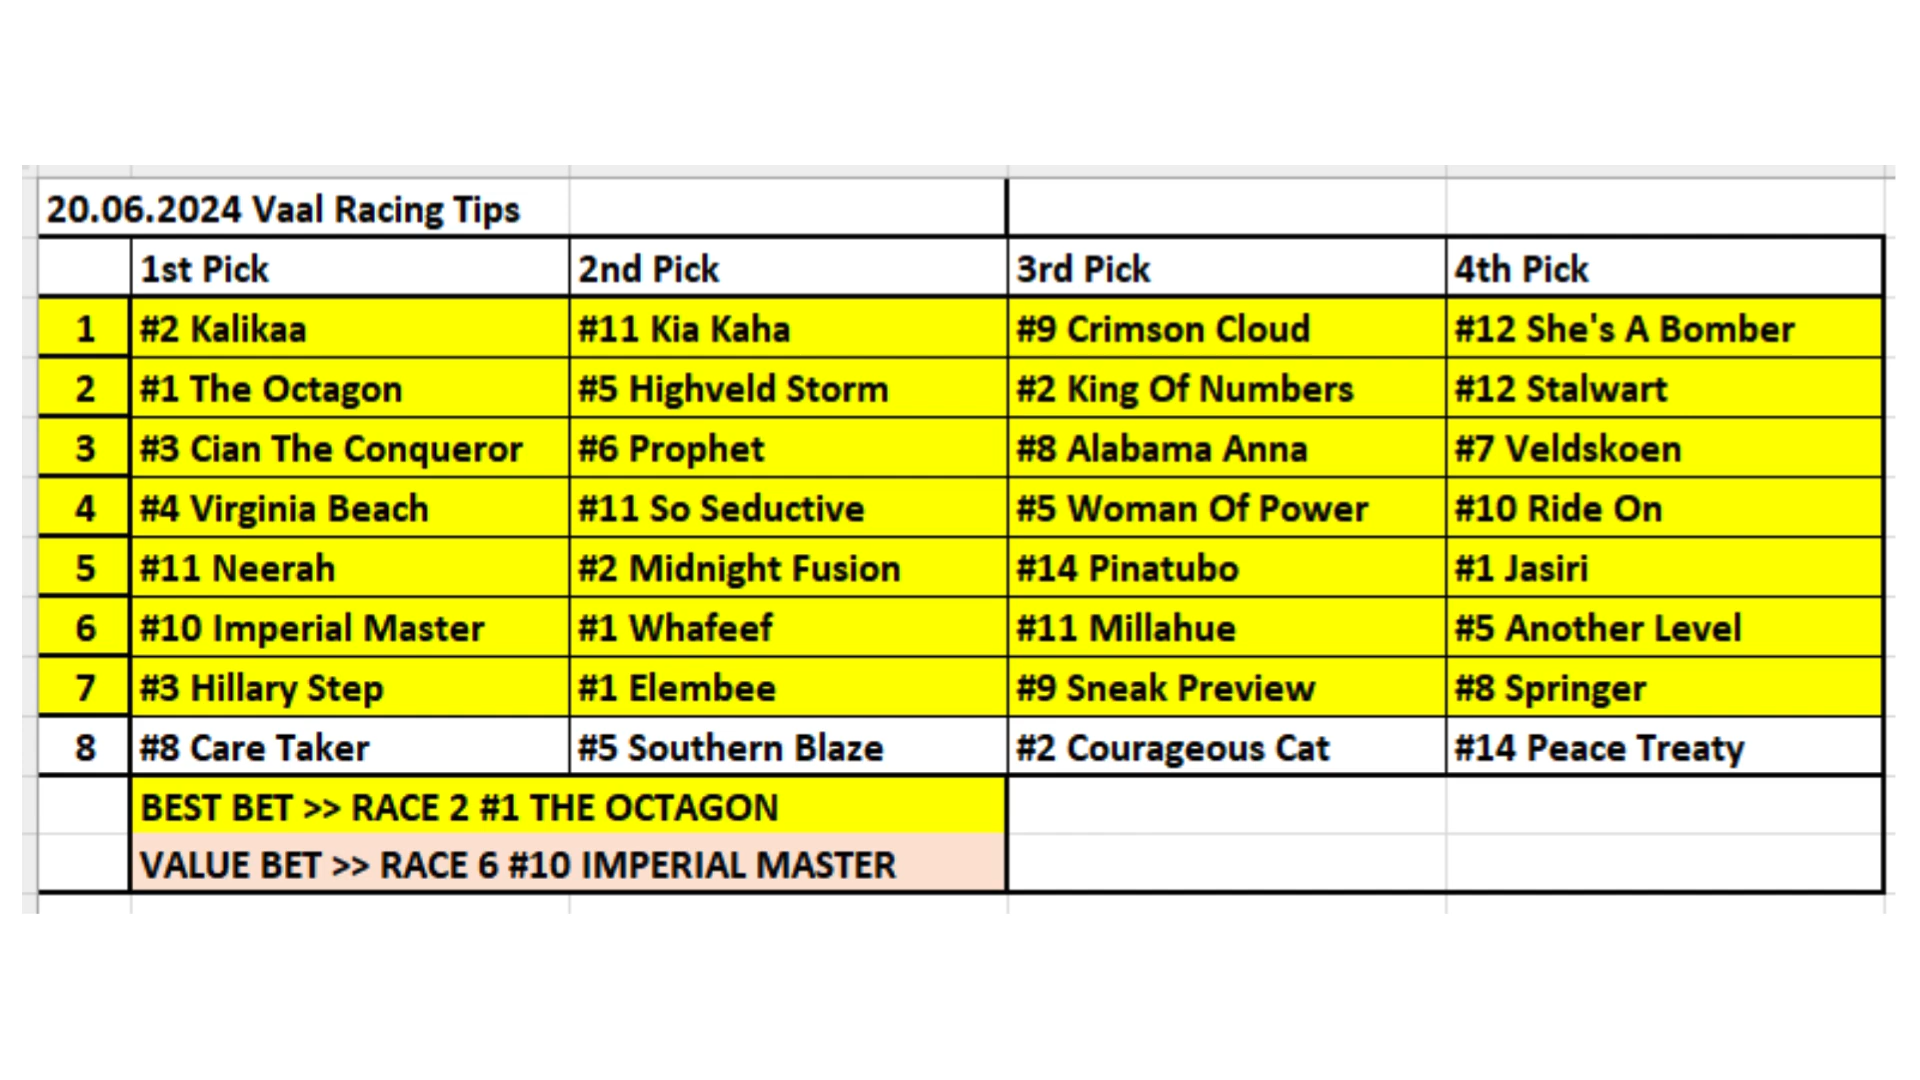 20.06.2024 Vaal Racing Tips
1st Pick 2nd Pick 3rd Pick 4th Pick
1 #2 Kalikaa #11 Kia Kaha #9 Crimson Cloud #12 She's A Bomber
2 #1 The Octagon #5 Highveld Storm #2 King Of Numbers #12 Stalwart
3 #3 Cian The Conqueror #6 Prophet #8 Alabama Anna #7 Veldskoen
4 #4 Virginia Beach #11 So Seductive #5 Woman Of Power #10 Ride On
5 #11 Neerah #2 Midnight Fusion #14 Pinatubo #1 Jasiri
6 #10 Imperial Master #1 Whafeef #11 Millahue #5 Another Level
7 #3 Hillary Step #1 Elembee #9 Sneak Preview #8 Springer
8 #8 Care Taker #5 Southern Blaze #2 Courageous Cat #14 Peace Treaty
BEST BET >> RACE 2 #1 THE OCTAGON
VALUE BET >> RACE 6 #10 IMPERIAL MASTER